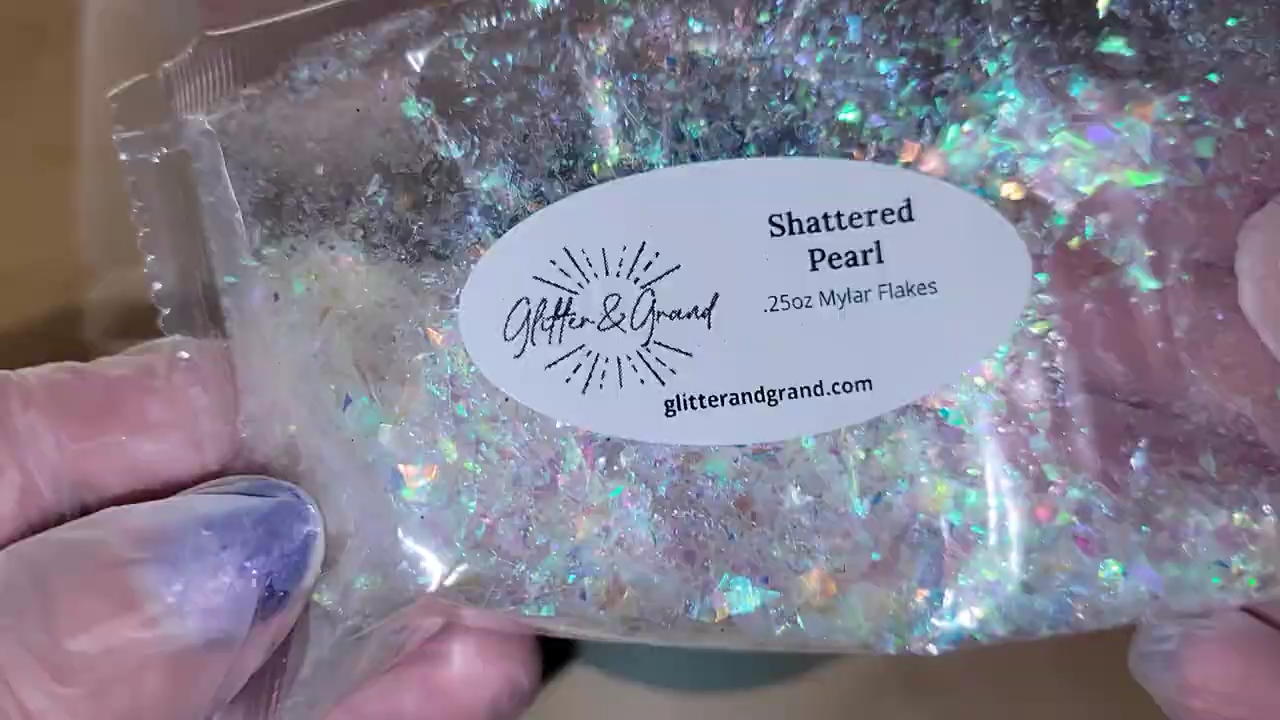 Shattered
Pearl
.25oz Mylar Flakes
Glitter&Grand
glitterandgrand.com